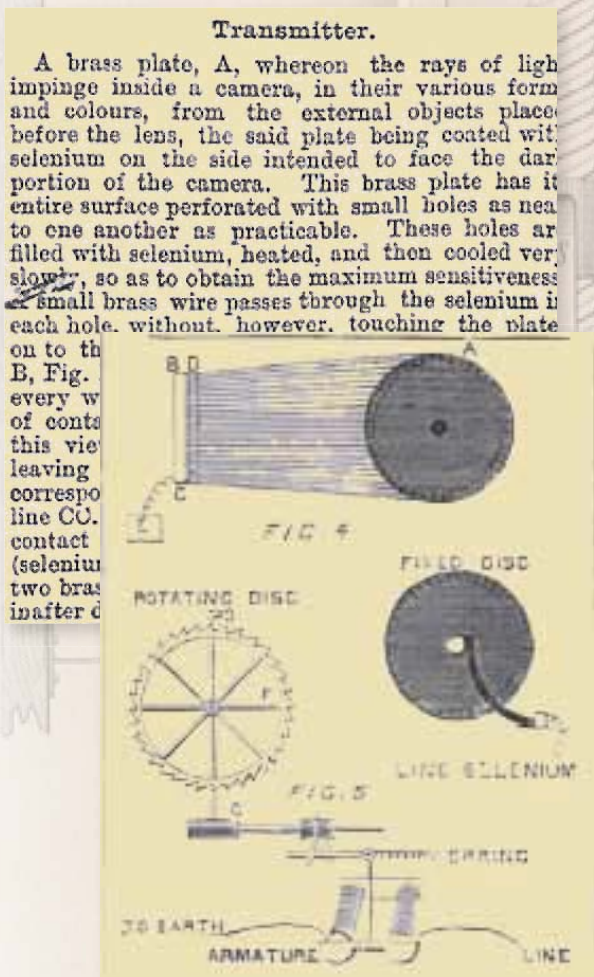 Transmitter.
A brass plate, A, whereon the rays of ligh
impinge inside a camera, in their various form
and colours, from the external objects place
before the lens, the said plate being coated wit
selenium on the side intended to face the dar
portion of the camera. This brass plate has it
entire surface perforated with small holes as nea
to one another as practicable. These holes ar
filled with selenium, heated, and then cooled ver
slowly, so as to obtain the maximum sensitiveness
small brass wire passes through the selenium i
each hole, without, however, touching the plate
on to th
B, Fig.
every w
of conta
this vie
leaving
correspo
line CC.
contact
(seleniu
two bras
inafter d
A
B D
C
FIG 4
FIXED DISC
ROTATING DISC
F
LINE SELENIUM
FIG. 5
C
SPRING
TO EARTH
ARMATURE
LINE